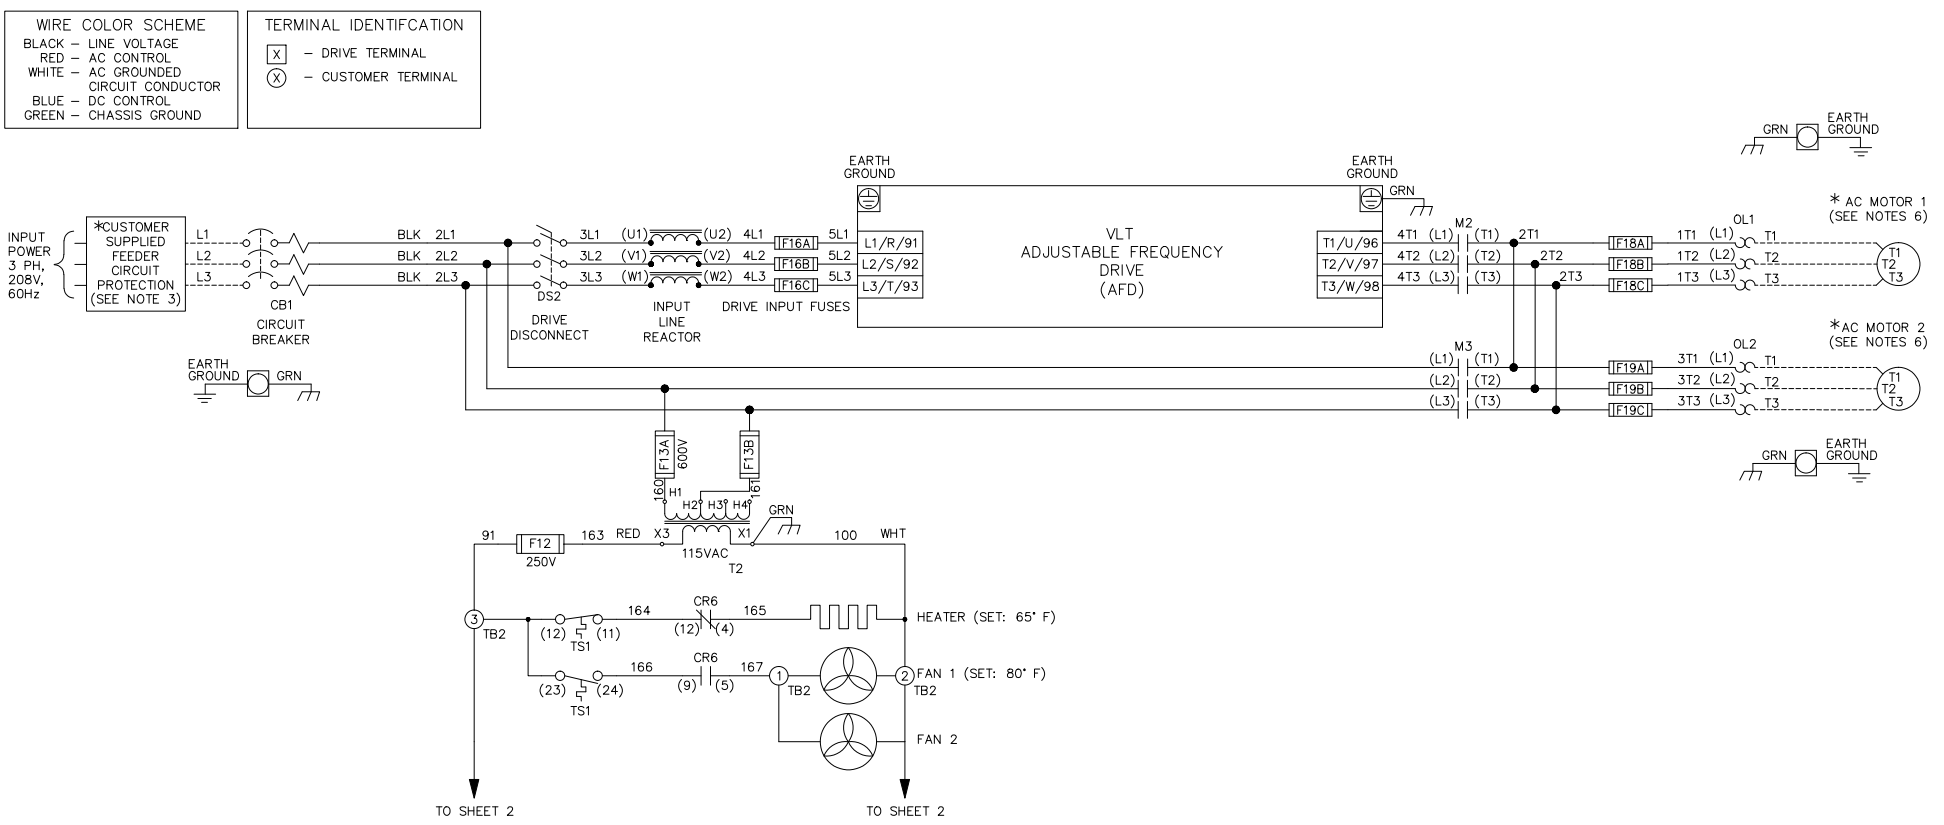 WIRE COLOR SCHEME
BLACK – LINE VOLTAGE
RED – AC CONTROL
WHITE – AC GROUNDED
CIRCUIT CONDUCTOR
BLUE – DC CONTROL
GREEN – CHASSIS GROUND
TERMINAL IDENTIFCATION
X – DRIVE TERMINAL
X – CUSTOMER TERMINAL
INPUT
POWER
3 PH,
208V,
60Hz
*CUSTOMER
SUPPLIED
FEEDER
CIRCUIT
PROTECTION
(SEE NOTE 3)
L1
L2
L3
CB1
CIRCUIT
BREAKER
EARTH
GROUND
GRN
BLK 2L1
BLK 2L2
BLK 2L3
DS2
DRIVE
DISCONNECT
3L1 (U1) (U2) 4L1 F16A 5L1
3L2 (V1) (V2) 4L2 F16B 5L2
3L3 (W1) (W2) 4L3 F16C 5L3
INPUT
LINE
REACTOR
DRIVE INPUT FUSES
EARTH
GROUND
L1/R/91
L2/S/92
L3/T/93
VLT
ADJUSTABLE FREQUENCY
DRIVE
(AFD)
EARTH
GROUND
GRN
T1/U/96
T2/V/97
T3/W/98
M2
4T1 (L1) (T1) 2T1 F18A 1T1 (L1) T1
4T2 (L2) (T2) 2T2 F18B 1T2 (L2) T2
4T3 (L3) (T3) 2T3 F18C 1T3 (L3) T3
OL1
GRN
EARTH
GROUND
* AC MOTOR 1
(SEE NOTES 6)
T1
T2
T3
M3
(L1) (T1) F19A 3T1 (L1) T1
(L2) (T2) F19B 3T2 (L2) T2
(L3) (T3) F19C 3T3 (L3) T3
OL2
*AC MOTOR 2
(SEE NOTES 6)
T1
T2
T3
GRN
EARTH
GROUND
F13A
600V
F13B
160
161
H1
H2
H3
H4
GRN
91
F12
250V
163
RED
X3
X1
115VAC
T2
100
WHT
3
TB2
(12)
(11)
TS1
164
CR6
(12)
(4)
165
HEATER (SET: 65° F)
(23)
(24)
TS1
166
CR6
(9)
(5)
167
1
TB2
2
TB2
FAN 1 (SET: 80° F)
FAN 2
TO SHEET 2
TO SHEET 2